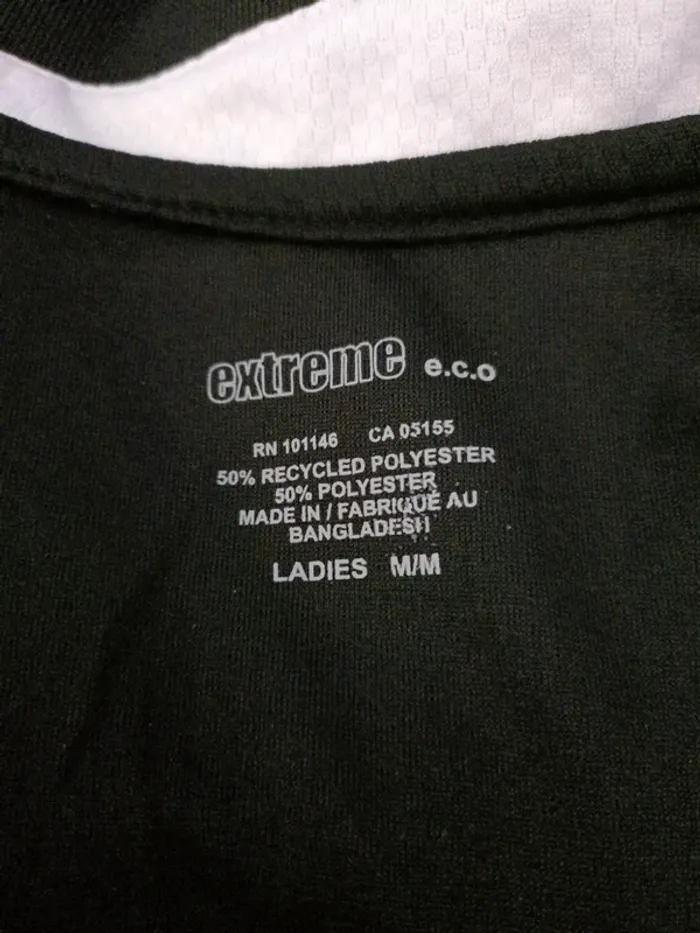 extreme e.c.o
RN 101146 CA 05155
50% RECYCLED POLYESTER
50% POLYESTER
MADE IN / FABRIQUÉ AU
BANGLADESH
LADIES M/M